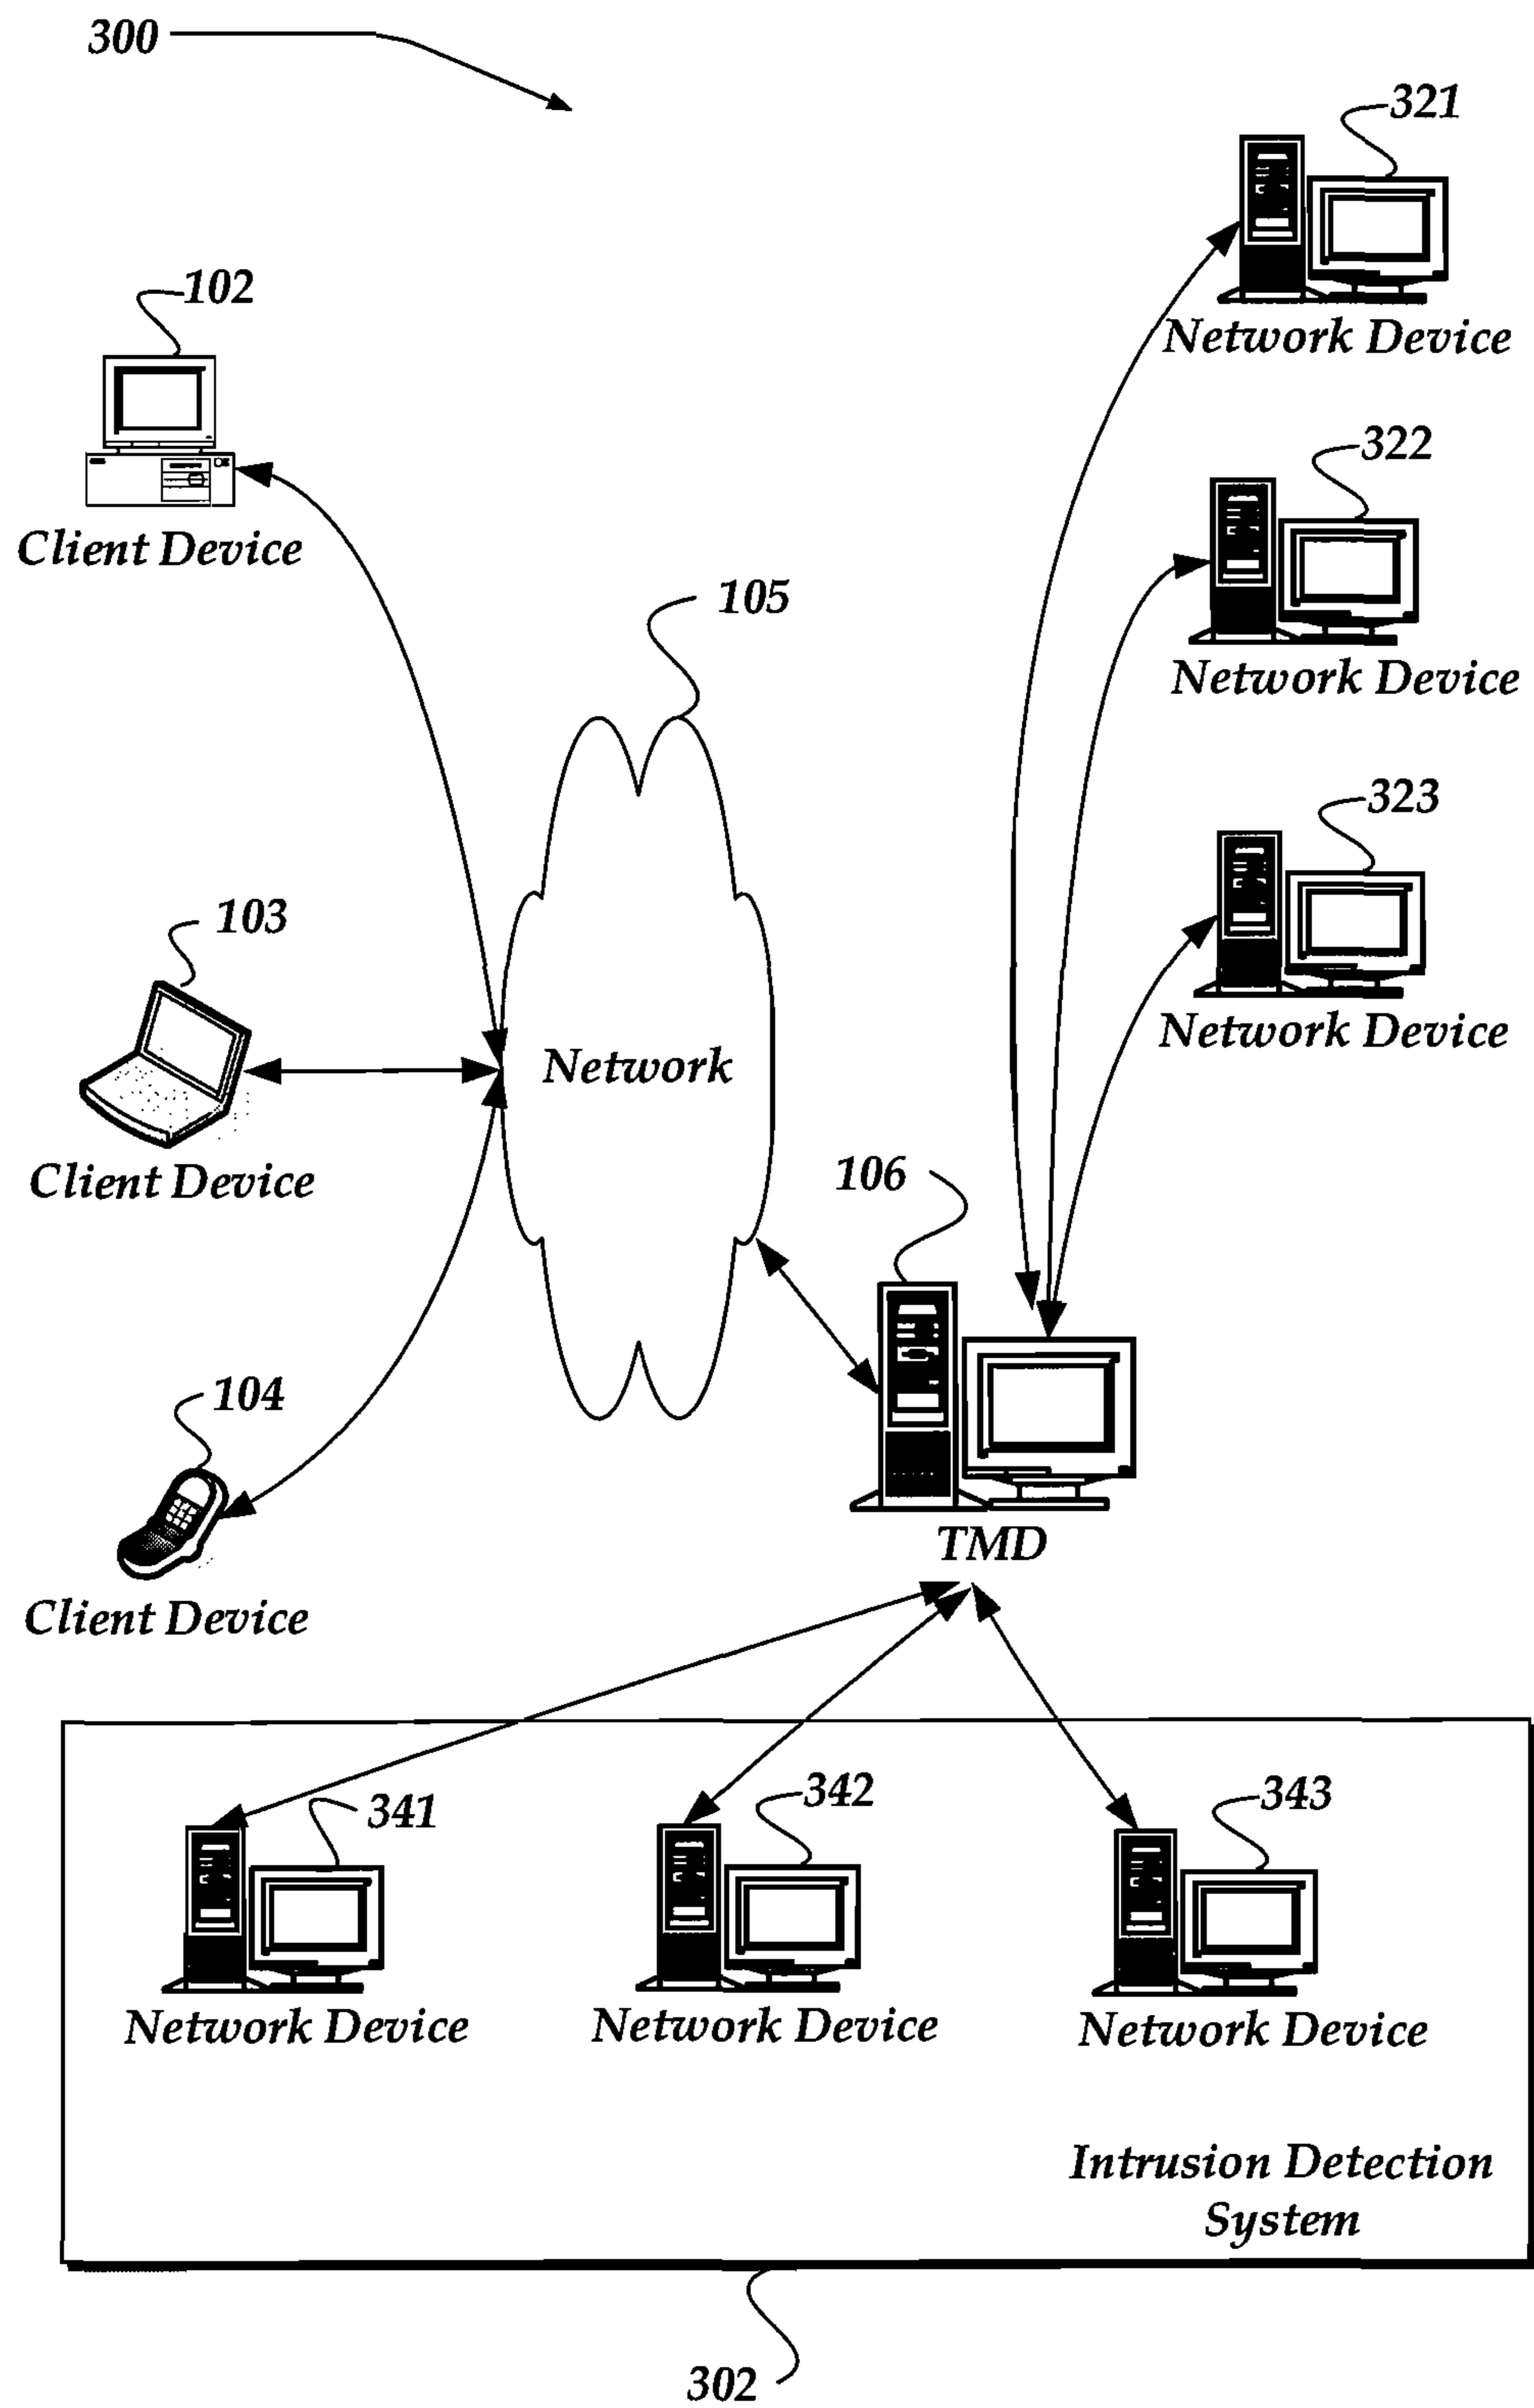 300
321
Network Device
102
Client Device
322
Network Device
105
323
Network Device
103
Client Device
Network
106
TMD
104
Client Device
341
Network Device
342
Network Device
343
Network Device
Intrusion Detection
System
302